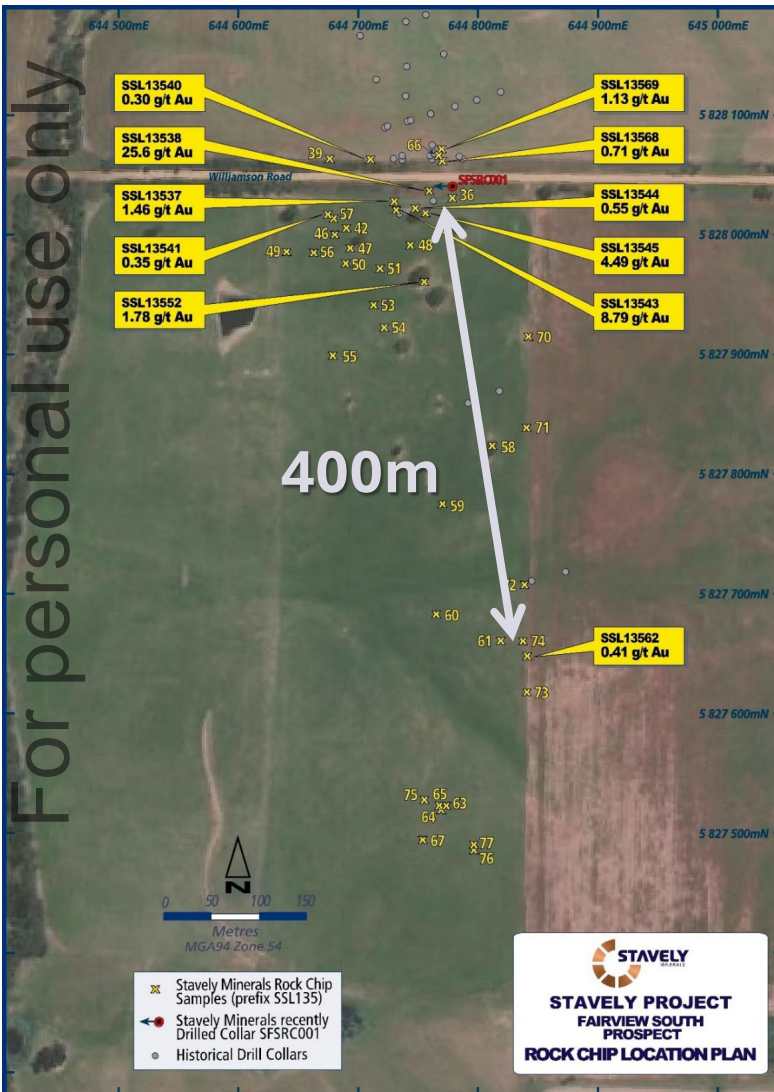 644 500mE
644 600mE
644 700mE
644 800mE
644 900mE
645 000mE
For personal use only
SSL13540
0.30 g/t Au
SSL13569
1.13 g/t Au
5 828 100mN
SSL13538
25.6 g/t Au
66
SSL13568
0.71 g/t Au
39
Williamson Road
SFSRC001
36
SSL13537
1.46 g/t Au
SSL13544
0.55 g/t Au
57
42
46
5 828 000mN
SSL13541
0.35 g/t Au
SSL13545
4.49 g/t Au
49
56
47
48
50
51
SSL13552
1.78 g/t Au
SSL13543
8.79 g/t Au
53
54
70
55
5 827 900mN
71
58
400m
5 827 800mN
59
72
5 827 700mN
60
61
74
SSL13562
0.41 g/t Au
73
5 827 600mN
75
65
63
64
67
77
76
5 827 500mN
N
0 50 100 150
Metres
MGA94 Zone 54
Stavely Minerals Rock Chip
Samples (prefix SSL135)
Stavely Minerals recently
Drilled Collar SFSRC001
Historical Drill Collars
STAVELY
MINERALS
STAVELY PROJECT
FAIRVIEW SOUTH
PROSPECT
ROCK CHIP LOCATION PLAN